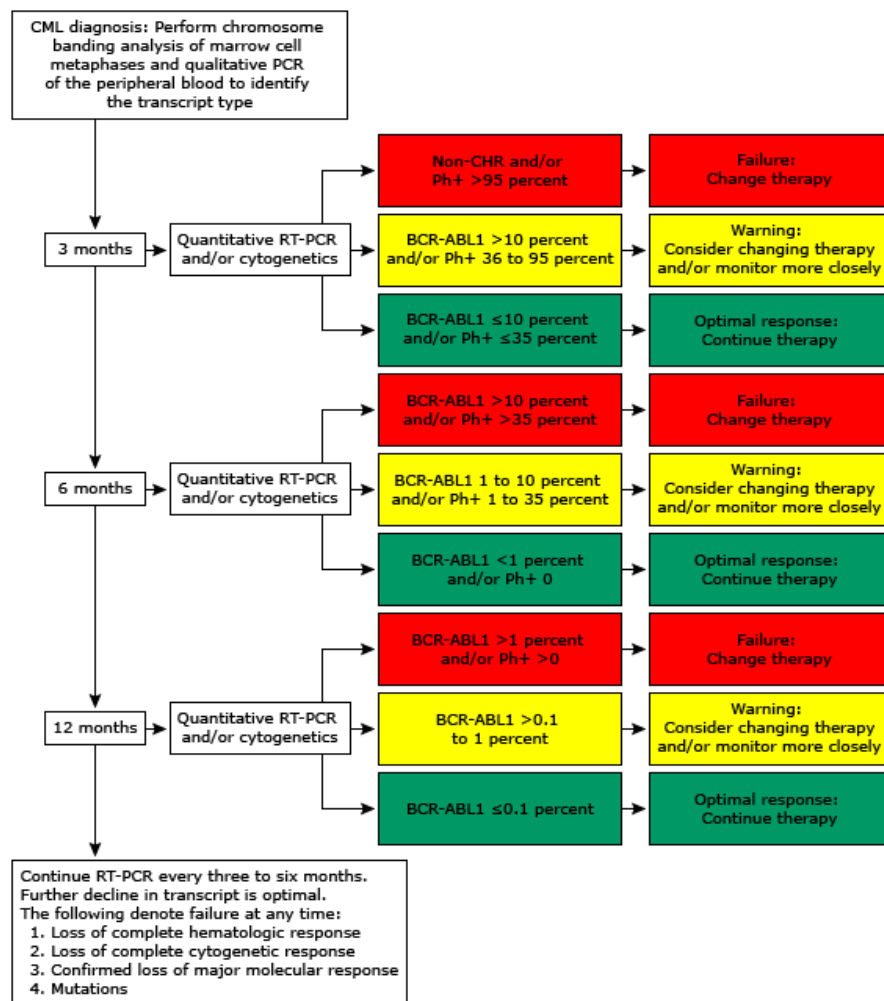 CML diagnosis: Perform chromosome
banding analysis of marrow cell
metaphases and qualitative PCR
of the peripheral blood to identify
the transcript type
3 months
Quantitative RT-PCR
and/or cytogenetics
Non-CHR and/or
Ph+ >95 percent
Failure:
Change therapy
BCR-ABL1 >10 percent
and/or Ph+ 36 to 95 percent
Warning:
Consider changing therapy
and/or monitor more closely
BCR-ABL1 ≤10 percent
and/or Ph+ ≤35 percent
Optimal response:
Continue therapy
6 months
Quantitative RT-PCR
and/or cytogenetics
BCR-ABL1 >10 percent
and/or Ph+ >35 percent
Failure:
Change therapy
BCR-ABL1 1 to 10 percent
and/or Ph+ 1 to 35 percent
Warning:
Consider changing therapy
and/or monitor more closely
BCR-ABL1 <1 percent
and/or Ph+ 0
Optimal response:
Continue therapy
12 months
Quantitative RT-PCR
and/or cytogenetics
BCR-ABL1 >1 percent
and/or Ph+ >0
Failure:
Change therapy
BCR-ABL1 >0.1
to 1 percent
Warning:
Consider changing therapy
and/or monitor more closely
BCR-ABL1 ≤0.1 percent
Optimal response:
Continue therapy
Continue RT-PCR every three to six months.
Further decline in transcript is optimal.
The following denote failure at any time:
1. Loss of complete hematologic response
2. Loss of complete cytogenetic response
3. Confirmed loss of major molecular response
4. Mutations